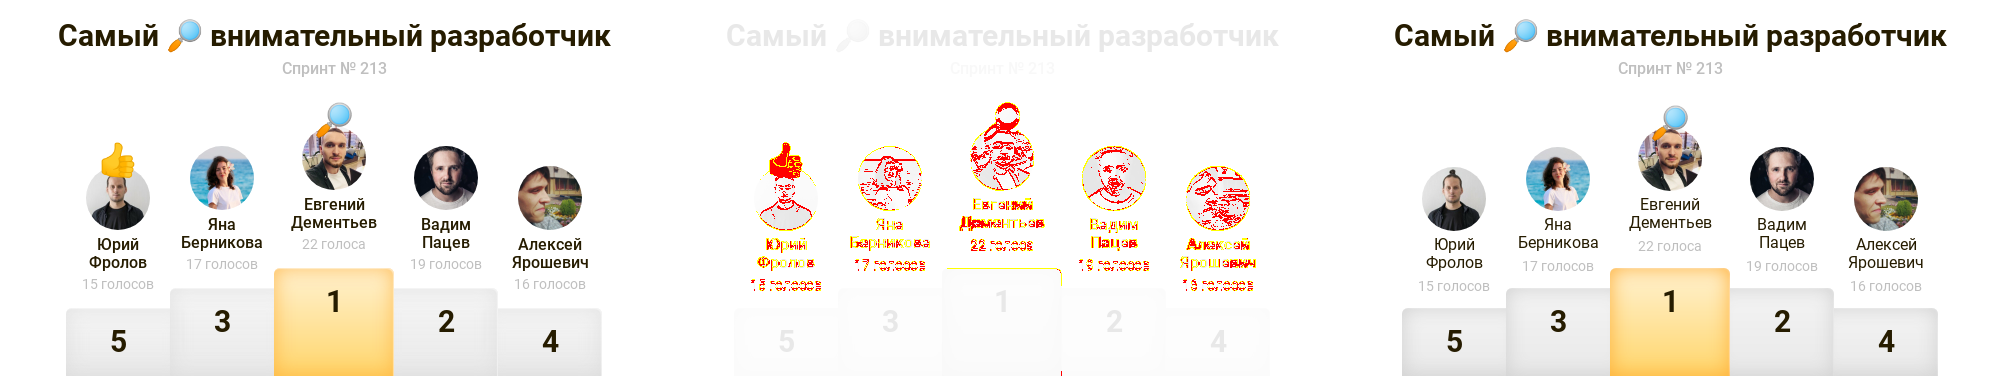 Самый 🔎 внимательный разработчик
Спринт № 213
Юрий
Фролов
15 голосов
5
Яна
Берникова
17 голосов
3
Евгений
Дементьев
22 голоса
1
Вадим
Пацев
19 голосов
2
Алексей
Ярошевич
16 голосов
4
Самый 🔎 внимательный разработчик
Спринт № 213
Юрий
Фролов
15 голосов
5
Яна
Берникова
17 голосов
3
Евгений
Дементьев
22 голоса
1
Вадим
Пацев
19 голосов
2
Алексей
Ярошевич
16 голосов
4
Самый 🔎 внимательный разработчик
Спринт № 213
Юрий
Фролов
15 голосов
5
Яна
Берникова
17 голосов
3
Евгений
Дементьев
22 голоса
1
Вадим
Пацев
19 голосов
2
Алексей
Ярошевич
16 голосов
4